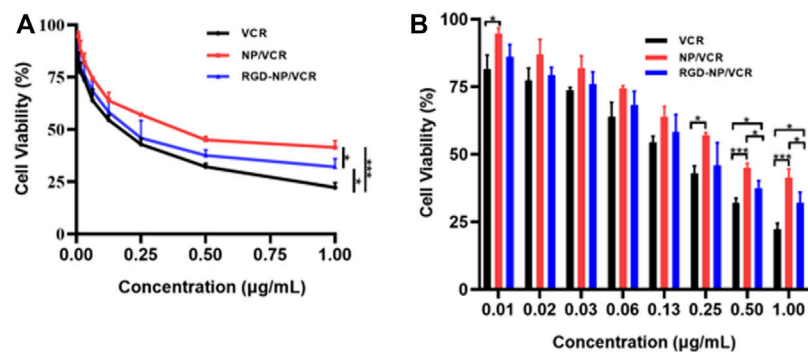 A
VCR
NP/VCR
RGD-NP/VCR
Cell Viability (%)
100
75
50
25
0
0.00 0.25 0.50 0.75 1.00
* * ***
Concentration (µg/mL)
B
VCR
NP/VCR
RGD-NP/VCR
Cell Viability (%)
100
75
50
25
0
* * *** * * *** * *
0.01 0.02 0.03 0.06 0.13 0.25 0.50 1.00
Concentration (µg/mL)